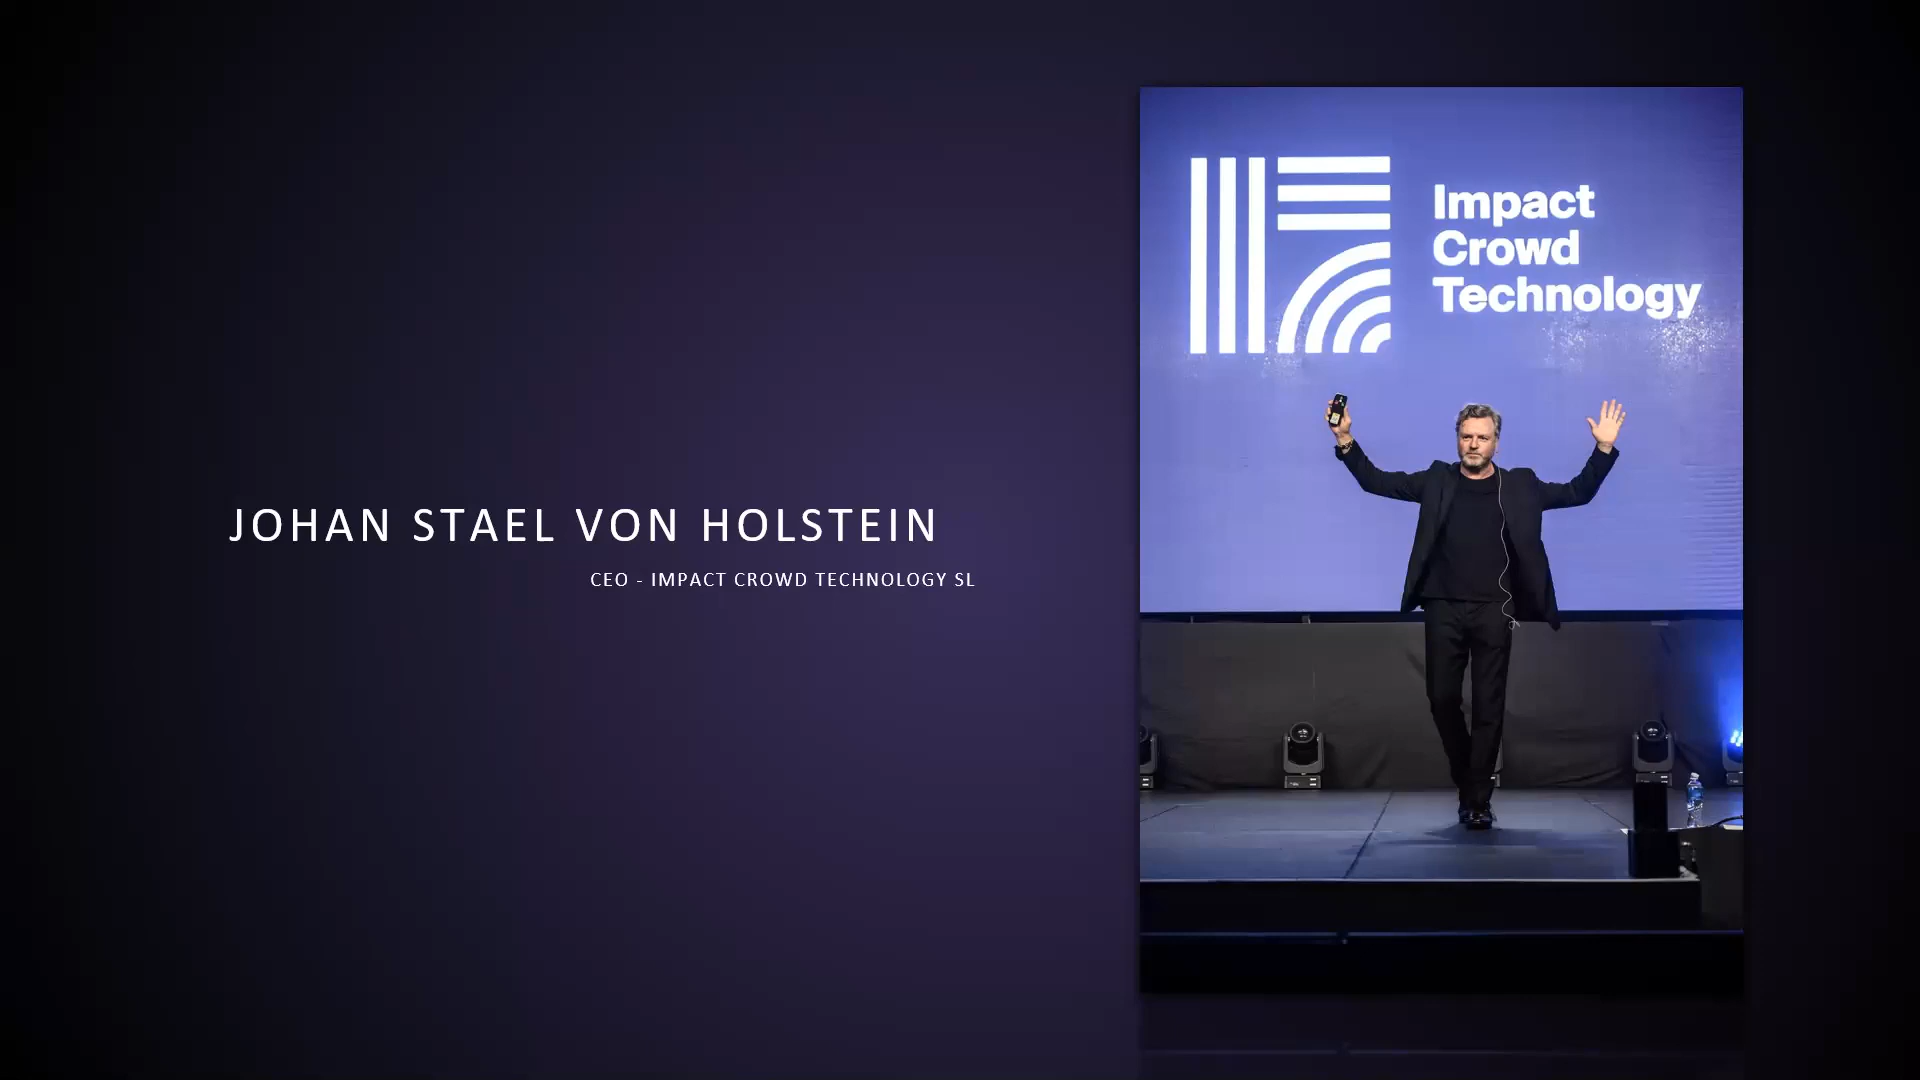 JOHAN STAEL VON HOLSTEIN
CEO - IMPACT CROWD TECHNOLOGY SL
Impact
Crowd
Technology